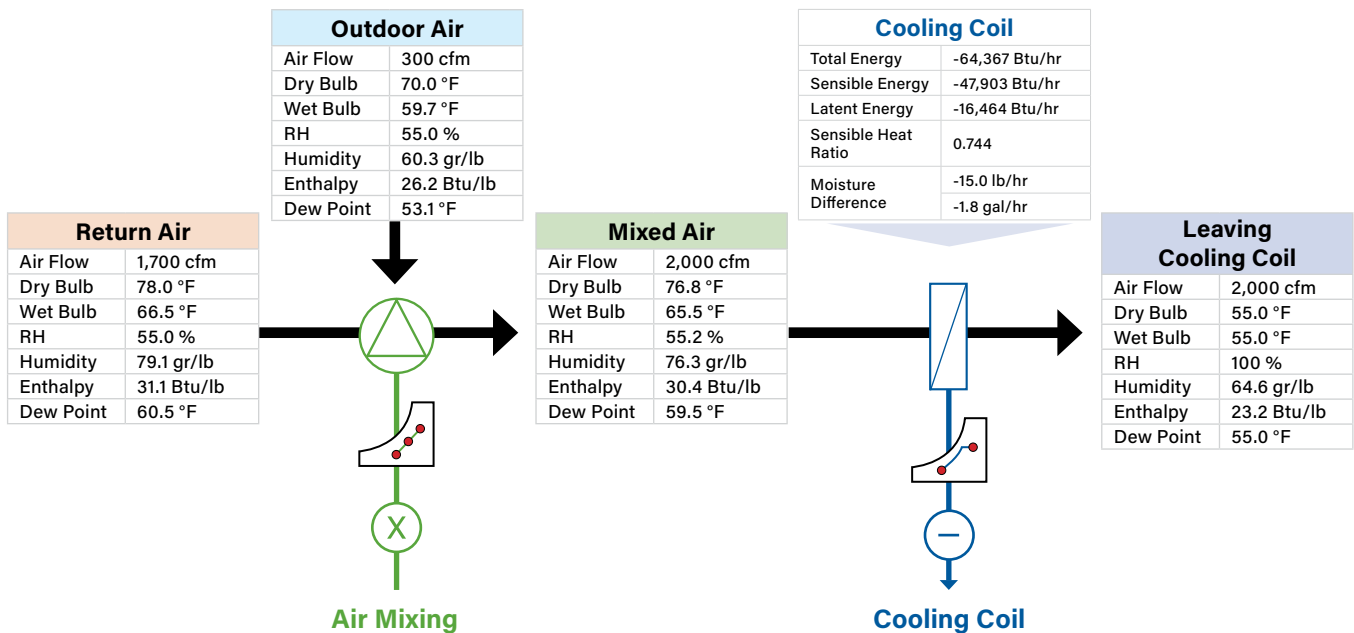 Outdoor Air
Air Flow 300 cfm
Dry Bulb 70.0 °F
Wet Bulb 59.7 °F
RH 55.0 %
Humidity 60.3 gr/lb
Enthalpy 26.2 Btu/lb
Dew Point 53.1 °F
Cooling Coil
Total Energy -64,367 Btu/hr
Sensible Energy -47,903 Btu/hr
Latent Energy -16,464 Btu/hr
Sensible Heat
Ratio
0.744
Moisture
Difference
-15.0 lb/hr
-1.8 gal/hr
Return Air
Air Flow 1,700 cfm
Dry Bulb 78.0 °F
Wet Bulb 66.5 °F
RH 55.0 %
Humidity 79.1 gr/lb
Enthalpy 31.1 Btu/lb
Dew Point 60.5 °F
Mixed Air
Air Flow 2,000 cfm
Dry Bulb 76.8 °F
Wet Bulb 65.5 °F
RH 55.2 %
Humidity 76.3 gr/lb
Enthalpy 30.4 Btu/lb
Dew Point 59.5 °F
Leaving
Cooling Coil
Air Flow 2,000 cfm
Dry Bulb 55.0 °F
Wet Bulb 55.0 °F
RH 100 %
Humidity 64.6 gr/lb
Enthalpy 23.2 Btu/lb
Dew Point 55.0 °F
X
−
Air Mixing
Cooling Coil